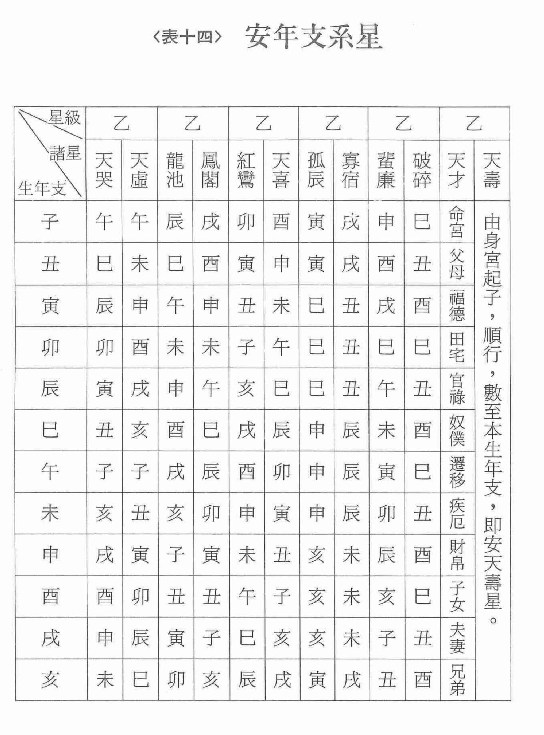 安年支系星 〈表十四〉
星級 乙 乙 乙 乙 乙 乙
諸星
生年支 天哭 天虛 龍池 鳳閣 紅鸞 天喜 孤辰 寡宿 蜚廉 破碎 天才 天壽
子 午 午 辰 戌 卯 酉 寅 戌 申 巳 命宮
丑 巳 未 巳 酉 寅 申 寅 戌 酉 丑 父母
寅 辰 申 午 申 丑 未 巳 丑 戌 酉 福德
卯 卯 酉 未 未 子 午 巳 丑 巳 巳 田宅
辰 寅 戌 申 午 亥 巳 巳 丑 午 丑 官祿
巳 丑 亥 酉 巳 戌 辰 申 辰 未 酉 奴僕
午 子 子 戌 辰 酉 卯 申 辰 寅 巳 遷移
未 亥 丑 亥 卯 申 寅 申 辰 卯 丑 疾厄
申 戌 寅 子 寅 未 丑 亥 未 辰 酉 財帛
酉 酉 卯 丑 丑 午 子 亥 未 亥 巳 子女
戌 申 辰 寅 子 巳 亥 亥 未 子 丑 夫妻
亥 未 巳 卯 亥 辰 戌 寅 戌 丑 酉 兄弟
由身宮起子，順行，數至本生年支，即安天壽星。